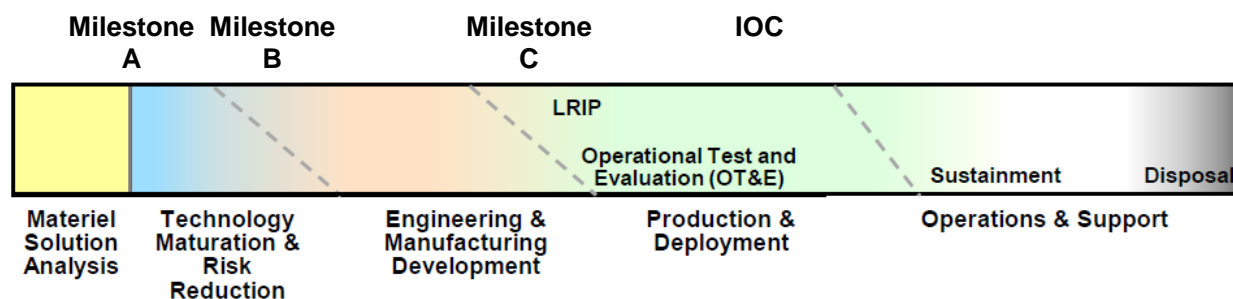 Milestone Milestone Milestone IOC
A B C
LRIP
Operational Test and
Evaluation (OT&E)
Sustainment Disposal
Materiel
Solution
Analysis
Technology
Maturation &
Risk
Reduction
Engineering &
Manufacturing
Development
Production &
Deployment
Operations & Support